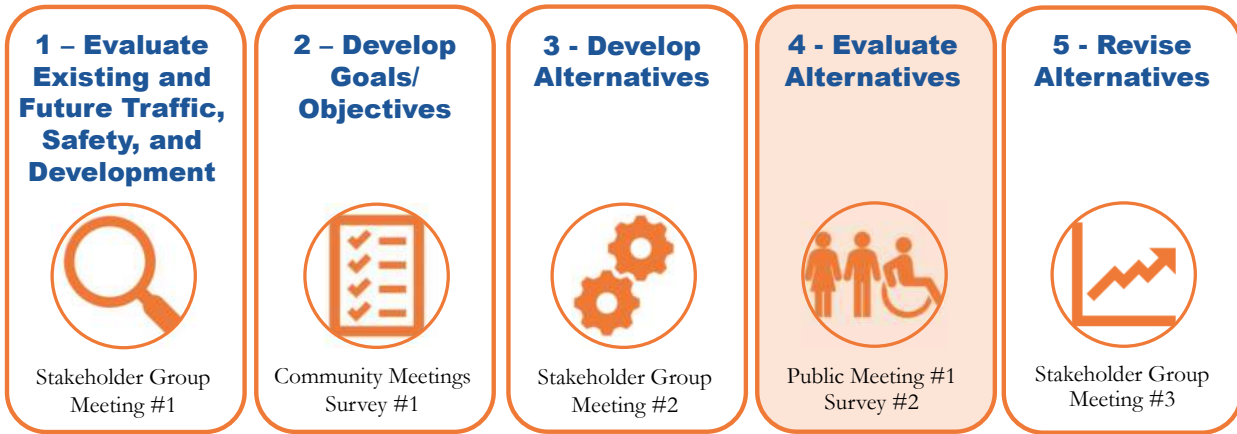 1 – Evaluate
Existing and
Future Traffic,
Safety, and
Development
Stakeholder Group
Meeting #1
2 – Develop
Goals/
Objectives
Community Meetings
Survey #1
3 - Develop
Alternatives
Stakeholder Group
Meeting #2
4 - Evaluate
Alternatives
Public Meeting #1
Survey #2
5 - Revise
Alternatives
Stakeholder Group
Meeting #3